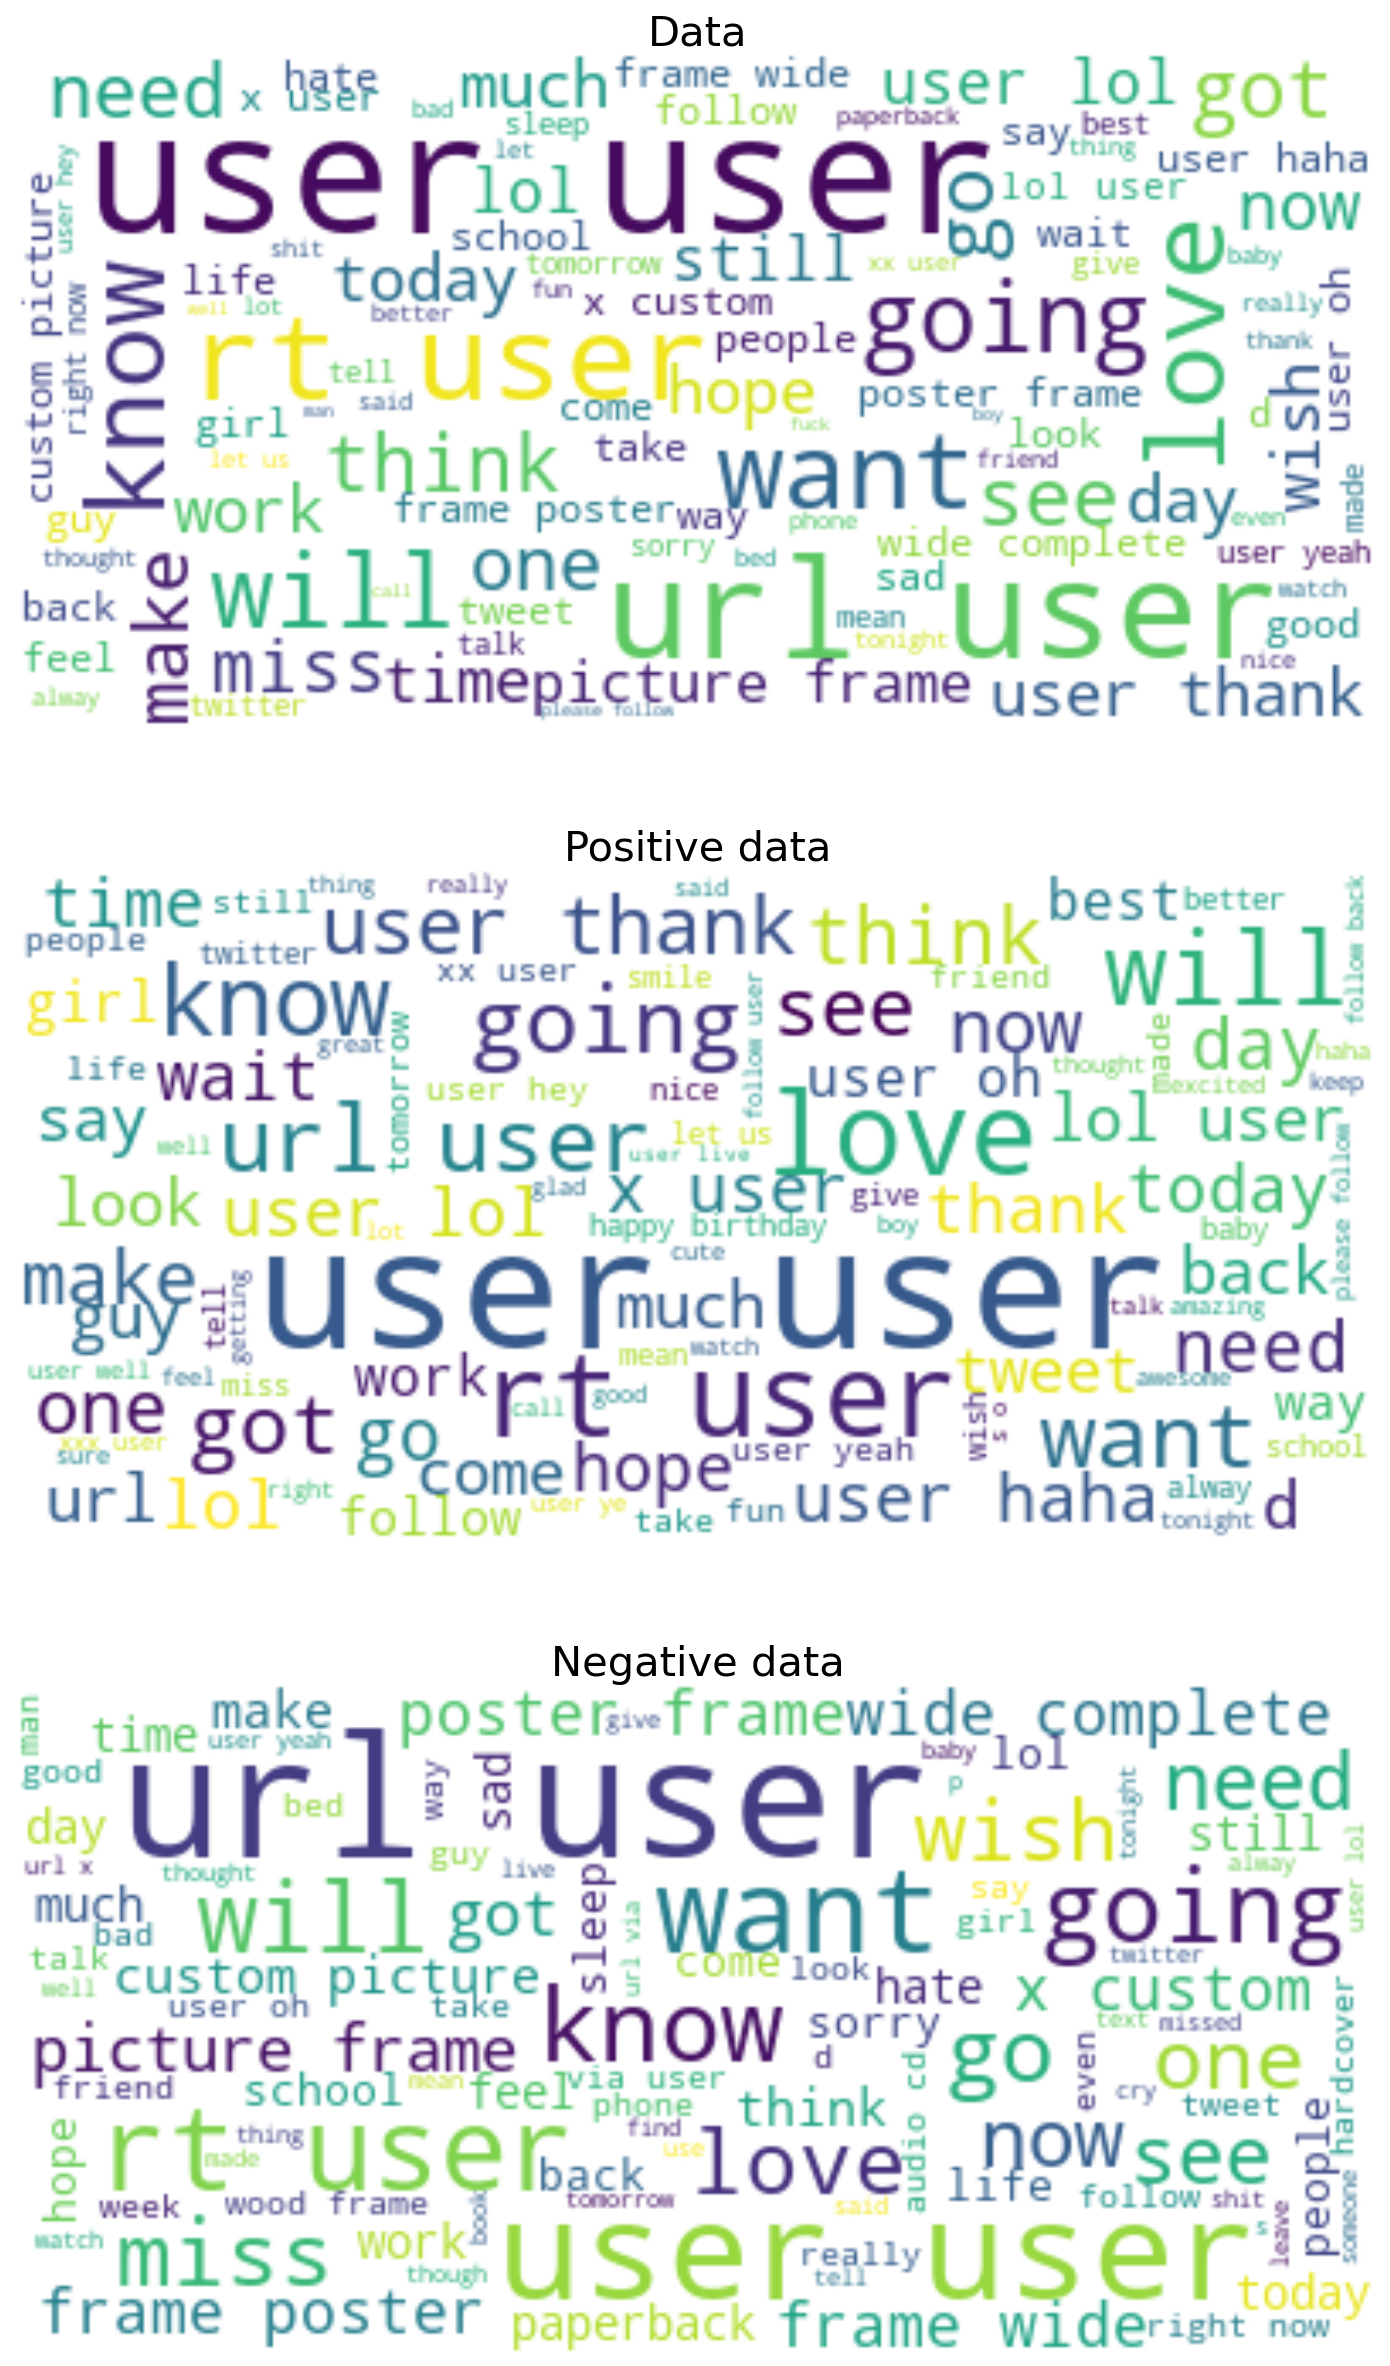 Data
need
x user
hate
bad
much
frame wide
follow
sleep
paperback
user lol
got
say
best
thing
user haha
user user
let
lol
go
lol user
now
user hey
custom picture
school
shit
life
today
tomorrow
still
xx user
wait
give
love
baby
right now
know
well
lot
better
fun
x custom
people
going
really
thank
user oh
rt user
tell
hope
poster frame
boy
girl
man
said
come
fuck
look
d
wish
let us
think
take
want
friend
see
day
even
made
guy
work
frame poster
way
phone
thought
sorry
bed
wide complete
user yeah
make
will
call
one
url user
sad
watch
back
tweet
mean
tonight
good
feel
miss
talk
time
picture frame
nice
user thank
alway
twitter
please follow
Positive data
time
still
thing
really
said
best
better
follow back
people
twitter
user thank
think
will
xx user
smile
friend
girl
know
great
going
follow user
see
now
made
day
haha
life
wait
tomorrow
user hey
nice
user oh
thought
excited
keep
say
well
url user
let us
user live
love
lol user
please follow
look
user lol
lot
glad
x user
give
thank
today
happy birthday
boy
baby
make
guy
tell
getting
user user
cute
much
back
talk
amazing
user well
feel
miss
work
mean
watch
rt user
tweet
awesome
need
one
got
go
call
good
wish
s o
want
way
xxx user
sure
come
hope
user yeah
school
url
lol
right
follow
user ye
take
fun
user haha
alway
tonight
d
Negative data
man
time
make
user yeah
poster frame
give
wide complete
good
url user
way
sad
baby
lol
p
tonight
need
day
bed
wish
still
url x
thought
guy
live
alway
user lol
much
bad
will
got
sleep
url via
want
say
girl
going
talk
well
custom picture
come
look
hate
twitter
x custom
user oh
take
know
sorry
d
text
missed
someone hardcover
picture frame
go
even
one
friend
school
mean
feel
via user
phone
audio cd
cry
tweet
think
hope
rt user
thing
made
find
use
love
now
see
people
week
wood frame
book
back
tomorrow
said
life
follow
shit
watch
miss
work
though
user user
really
tell
s
leave
today
frame poster
paperback
frame wide
right now